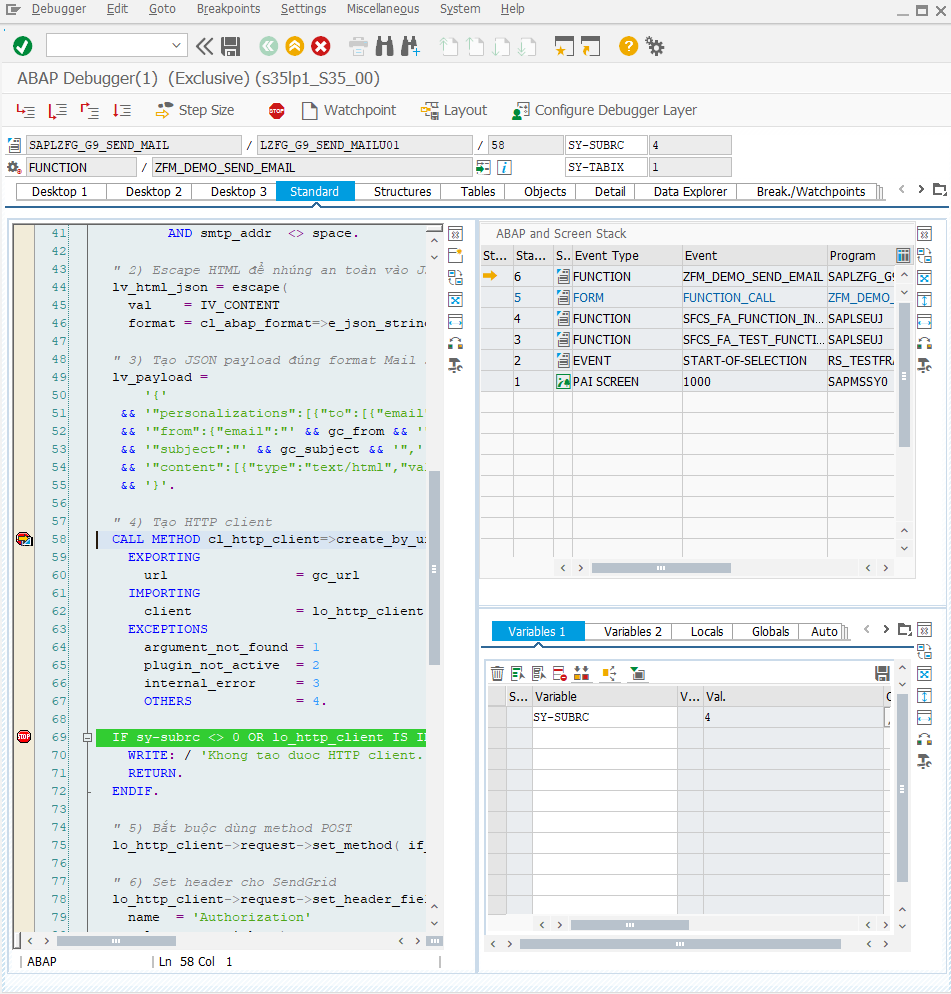 Debugger Edit Goto Breakpoints Settings Miscellaneous System Help
ABAP Debugger(1) (Exclusive) (s35lp1_S35_00)
Step Size STOP Watchpoint Layout Configure Debugger Layer
SAPLZFG_G9_SEND_MAIL / LZFG_G9_SEND_MAILU01 / 58 SY-SUBRC 4
FUNCTION / ZFM_DEMO_SEND_EMAIL SY-TABIX 1
Desktop 1 Desktop 2 Desktop 3 Standard Structures Tables Objects Detail Data Explorer Break./Watchpoints
41 AND smtp_addr <> space.
42
43 " 2) Escape HTML để nhúng an toàn vào J
44 lv_html_json = escape(
45 val = IV_CONTENT
46 format = cl_abap_format=>e_json_strin
47
48 " 3) Tạo JSON payload đúng format Mail
49 lv_payload =
50 '{'
51 && '"personalizations":[{"to":[{"email'
52 && '"from":{"email":"' && gc_from && '
53 && '"subject":"' && gc_subject && '",'
54 && '"content":[{"type":"text/html","va
55 && '}'.
56
57 " 4) Tạo HTTP client
58 CALL METHOD cl_http_client=>create_by_u
59 EXPORTING
60 url = gc_url
61 IMPORTING
62 client = lo_http_client
63 EXCEPTIONS
64 argument_not_found = 1
65 plugin_not_active = 2
66 internal_error = 3
67 OTHERS = 4.
68
STOP 69 IF sy-subrc <> 0 OR lo_http_client IS I
70 WRITE: / 'Khong tao duoc HTTP client.
71 RETURN.
72 ENDIF.
73
74 " 5) Bắt buộc dùng method POST
75 lo_http_client->request->set_method( if_
76
77 " 6) Set header cho SendGrid
78 lo_http_client->request->set_header_fie
79 name = 'Authorization'
ABAP Ln 58 Col 1
ABAP and Screen Stack
St... Sta... S.. Event Type Event Program
6 FUNCTION ZFM_DEMO_SEND_EMAIL SAPLZFG_G9
5 FORM FUNCTION_CALL ZFM_DEMO_
4 FUNCTION SFCS_FA_FUNCTION_IN... SAPLSEUJ
3 FUNCTION SFCS_FA_TEST_FUNCTI... SAPLSEUJ
2 EVENT START-OF-SELECTION RS_TESTFRA
1 PAI SCREEN 1000 SAPMSSY0
Variables 1 Variables 2 Locals Globals Auto
S... Variable V... Val.
SY-SUBRC 4